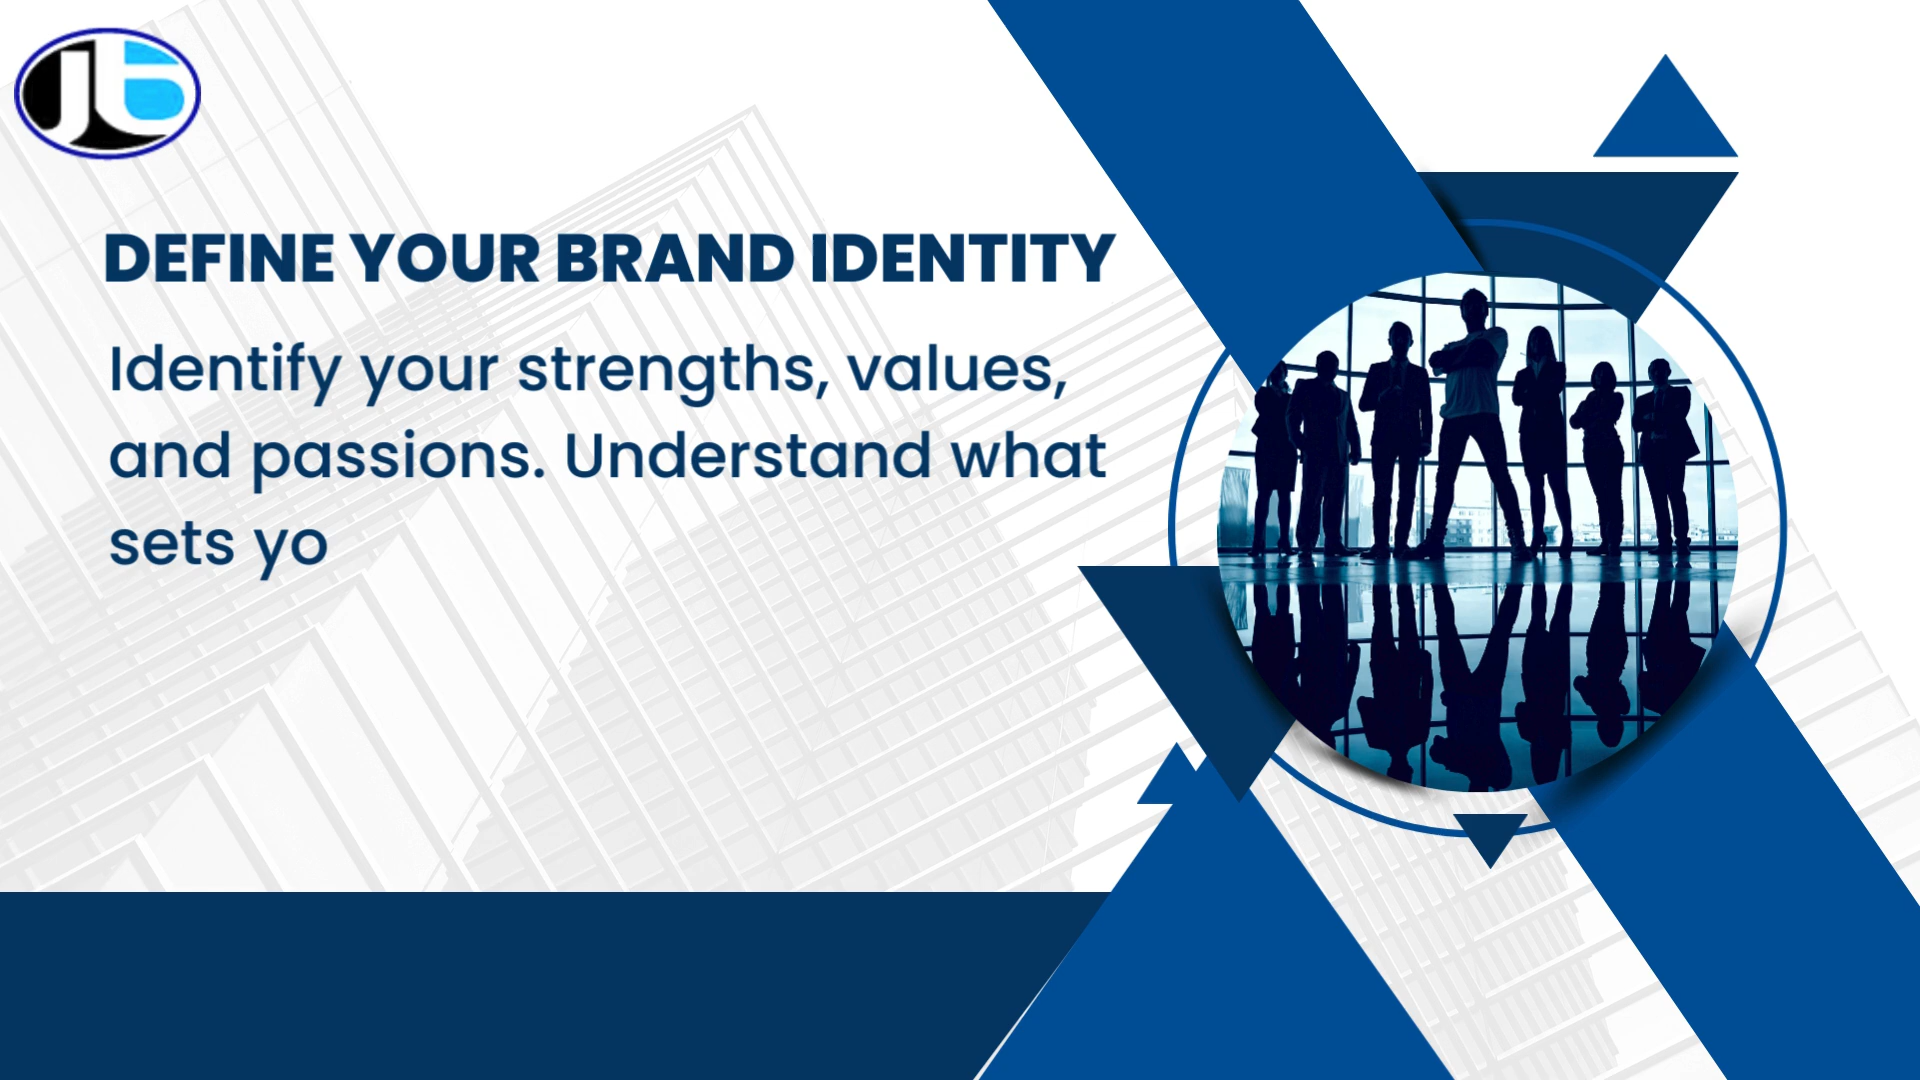 DEFINE YOUR BRAND IDENTITY
Identify your strengths, values,
and passions. Understand what
sets yo